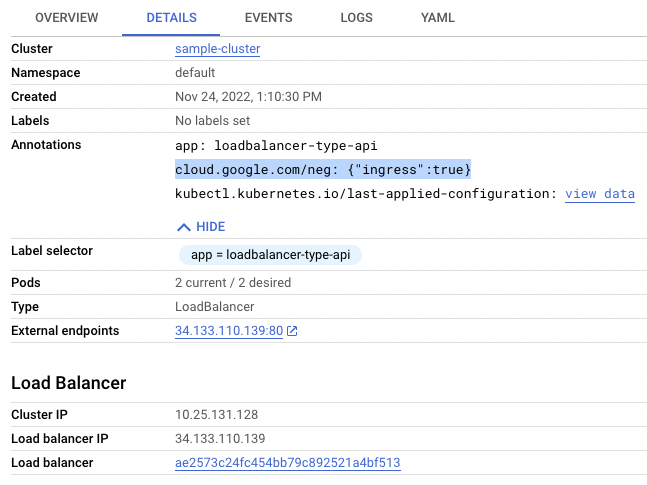 OVERVIEW DETAILS EVENTS LOGS YAML
Cluster sample-cluster
Namespace default
Created Nov 24, 2022, 1:10:30 PM
Labels No labels set
Annotations app: loadbalancer-type-api
cloud.google.com/neg: {"ingress":true}
kubectl.kubernetes.io/last-applied-configuration: view data
HIDE
Label selector app = loadbalancer-type-api
Pods 2 current / 2 desired
Type LoadBalancer
External endpoints 34.133.110.139:80
Load Balancer
Cluster IP 10.25.131.128
Load balancer IP 34.133.110.139
Load balancer ae2573c24fc454bb79c892521a4bf513